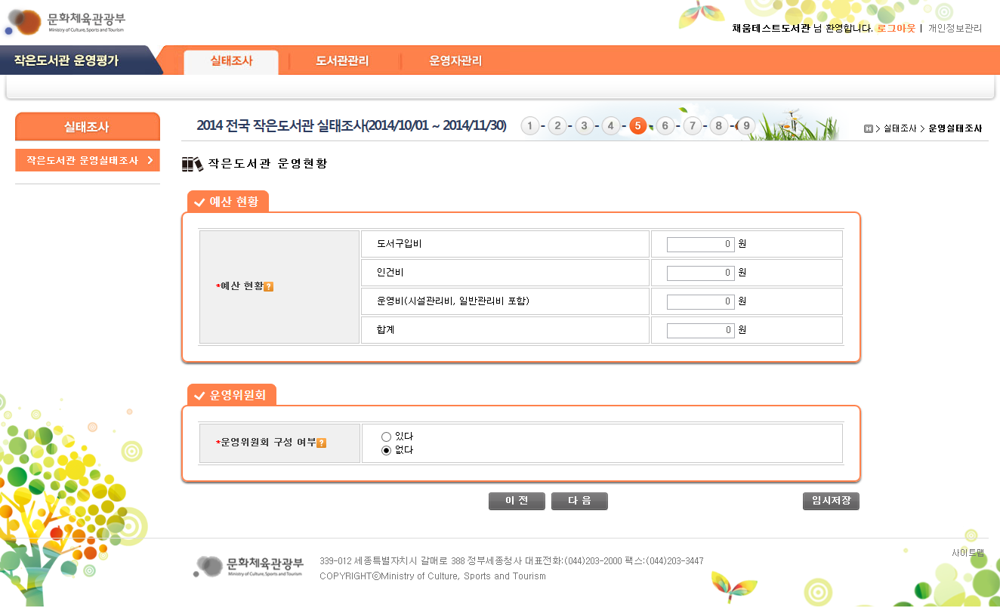 문화체육관광부
Ministry of Culture, Sports and Tourism
채움테스트도서관 님 환영합니다. 로그아웃 | 개인정보관리
작은도서관 운영평가
실태조사
도서관관리
운영자관리
실태조사
작은도서관 운영실태조사
2014 전국 작은도서관 실태조사(2014/10/01 ~ 2014/11/30)
1 - 2 - 3 - 4 - 5 - 6 - 7 - 8 - 9
H > 실태조사 > 운영실태조사
작은도서관 운영현황
예산 현황
*예산 현황?
도서구입비 0 원
인건비 0 원
운영비(시설관리비, 일반관리비 포함) 0 원
합계 0 원
운영위원회
*운영위원회 구성 여부?
있다
없다
이 전
다 음
임시저장
사이트맵
문화체육관광부
Ministry of Culture, Sports and Tourism
339-012 세종특별자치시 갈매로 388 정부세종청사 대표전화:(044)203-2000 팩스:(044)203-3447
COPYRIGHTⓒMinistry of Culture, Sports and Tourism